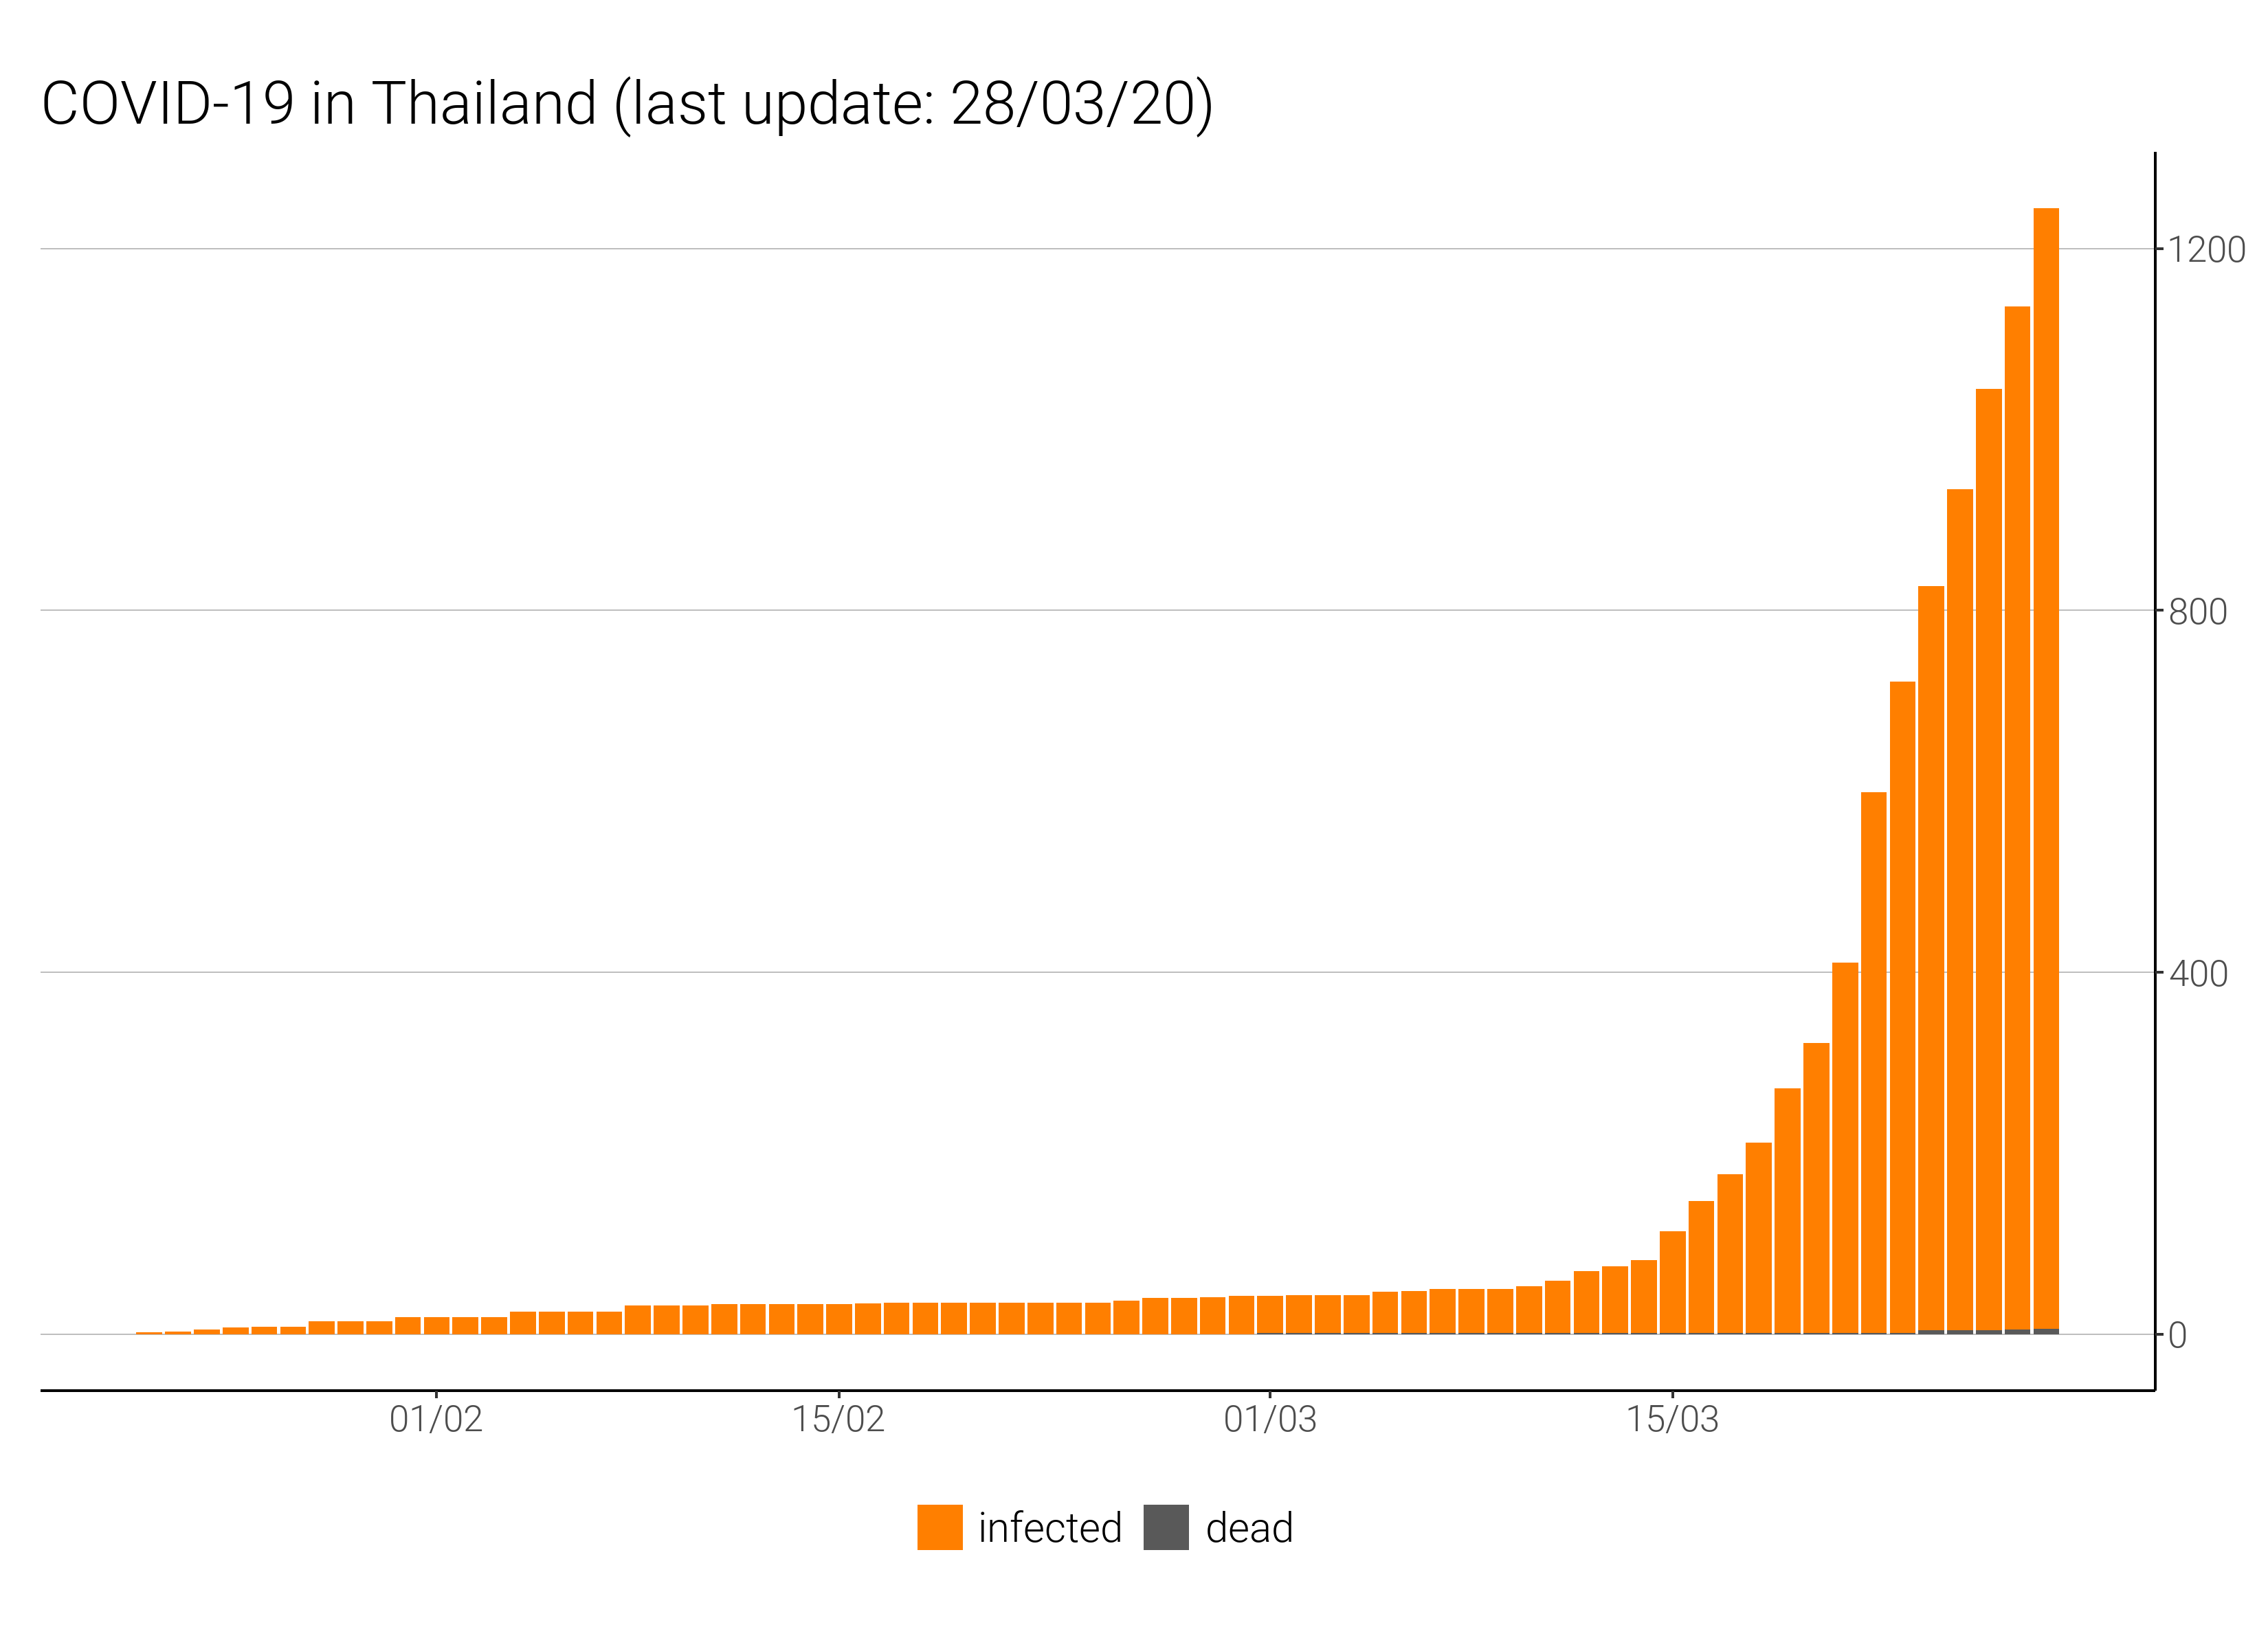 COVID-19 in Thailand (last update: 28/03/20)
1200
800
400
0
01/02 15/02 01/03 15/03
infected dead